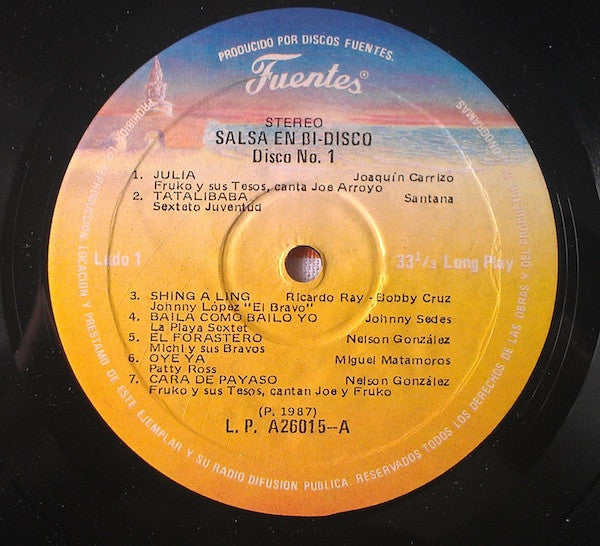 PRODUCIDO POR DISCOS FUENTES.
Fuentes®
STEREO
SALSA EN DI-DISCO
Disco No. 1
1. JULIA Joaquín Carrizo
Fruko y sus Tesos, canta Joe Arroyo
2. TATALIBABA Santana
Sexteto Juventud
Lado 1
33 1/3 Long Play
3. SHING A LING Ricardo Ray - Bobby Cruz
Johnny López "El Bravo"
4. BAILA COMO BAILO YO Johnny Sedes
La Playa Sextet
5. EL FORASTERO Nelson González
Michi y sus Bravos
6. OYE YA Miguel Matamoros
Patty Ross
7. CARA DE PAYASO Nelson González
Fruko y sus Tesos, cantan Joe y Fruko
(P. 1987)
L. P. A26015--A
Y PRESTAMO DE ESTE EJEMPLAR Y SU RADIO DIFUSION PUBLICA. RESERVADOS TODOS LOS DERECHOS DE LAS OBRAS Y DEL